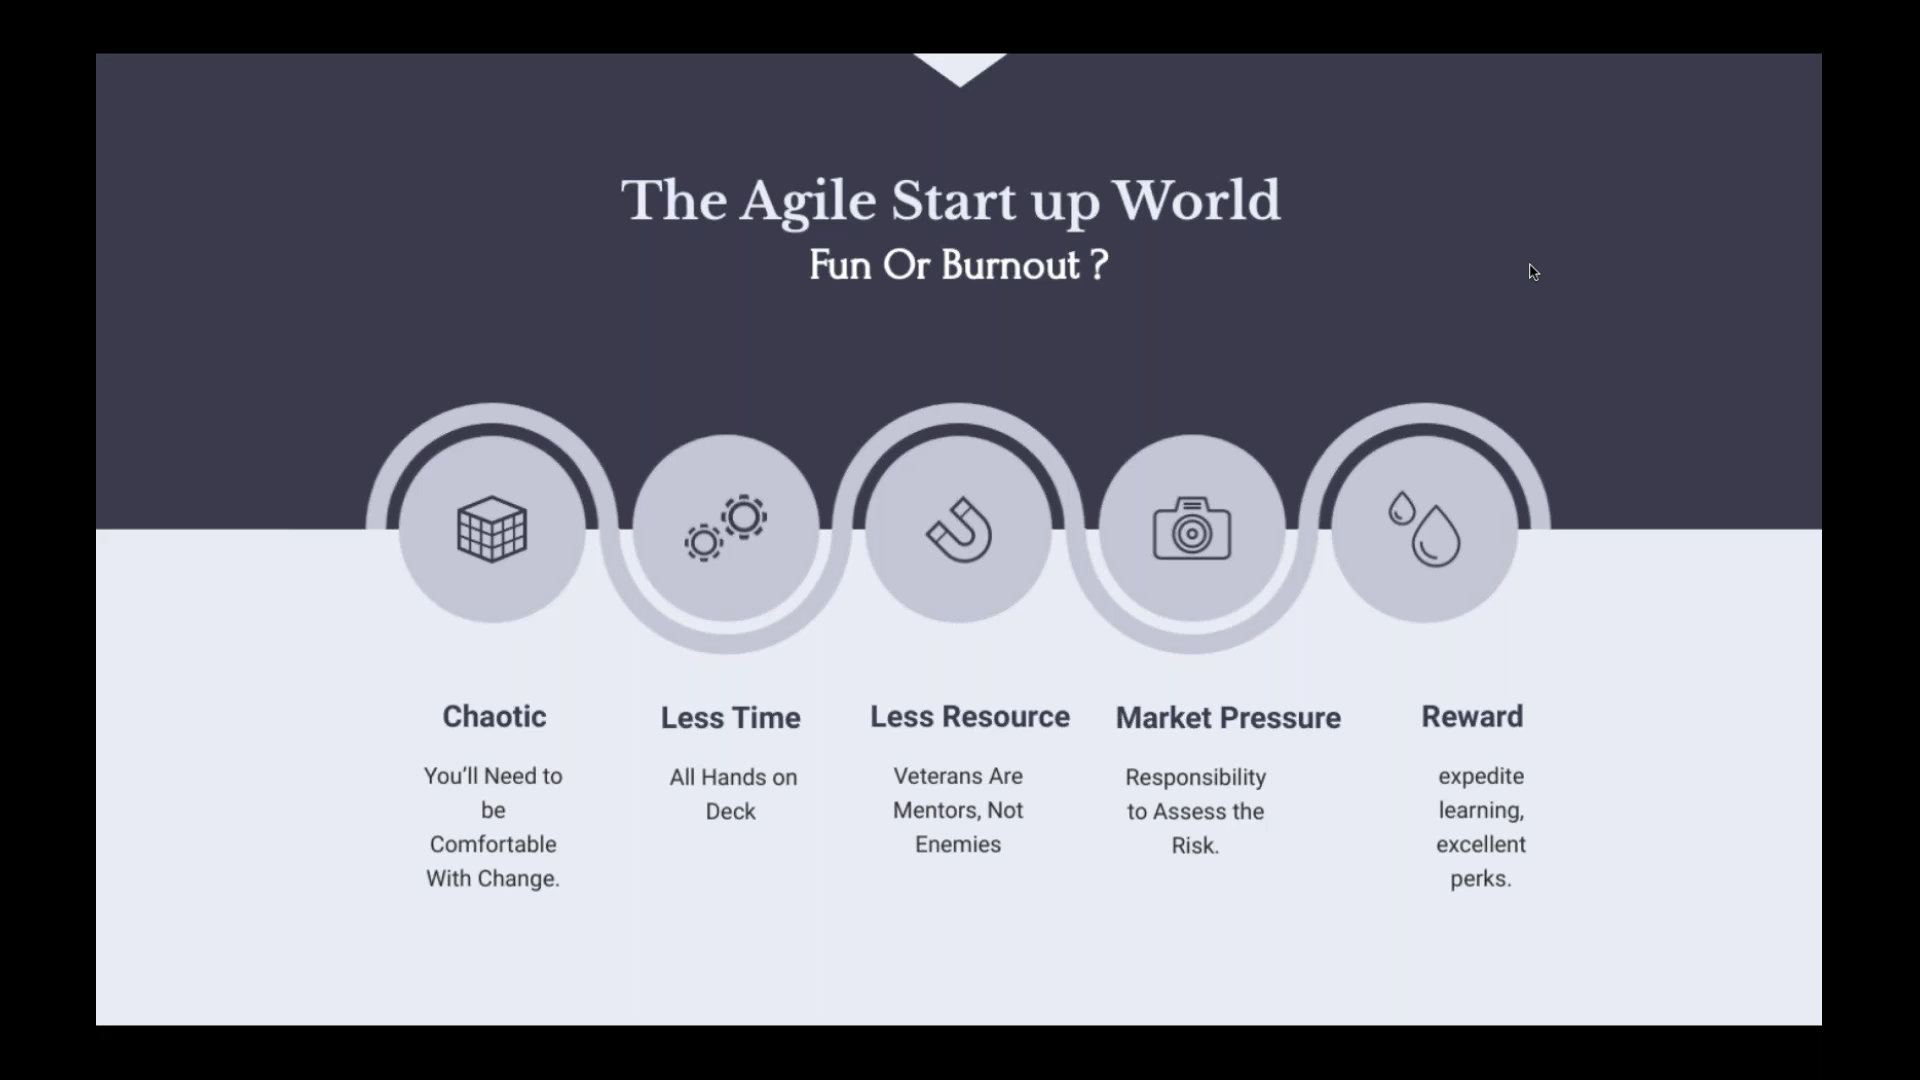 The Agile Start up World
Fun Or Burnout ?
Chaotic
You'll Need to
be
Comfortable
With Change.
Less Time
All Hands on
Deck
Less Resource
Veterans Are
Mentors, Not
Enemies
Market Pressure
Responsibility
to Assess the
Risk.
Reward
expedite
learning,
excellent
perks.